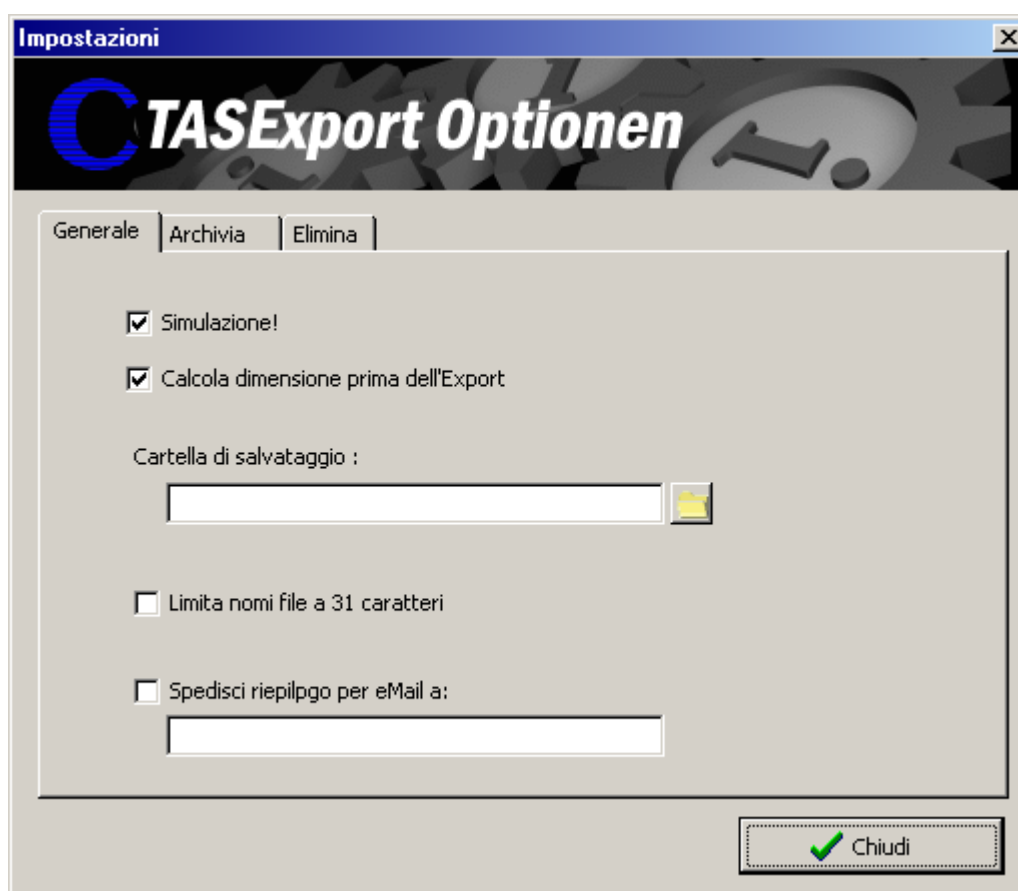 Impostazioni
C TASExport Optionen
Generale Archivia Elimina
Simulazione!
Calcola dimensione prima dell'Export
Cartella di salvataggio :
Limita nomi file a 31 caratteri
Spedisci riepilpgo per eMail a:
Chiudi